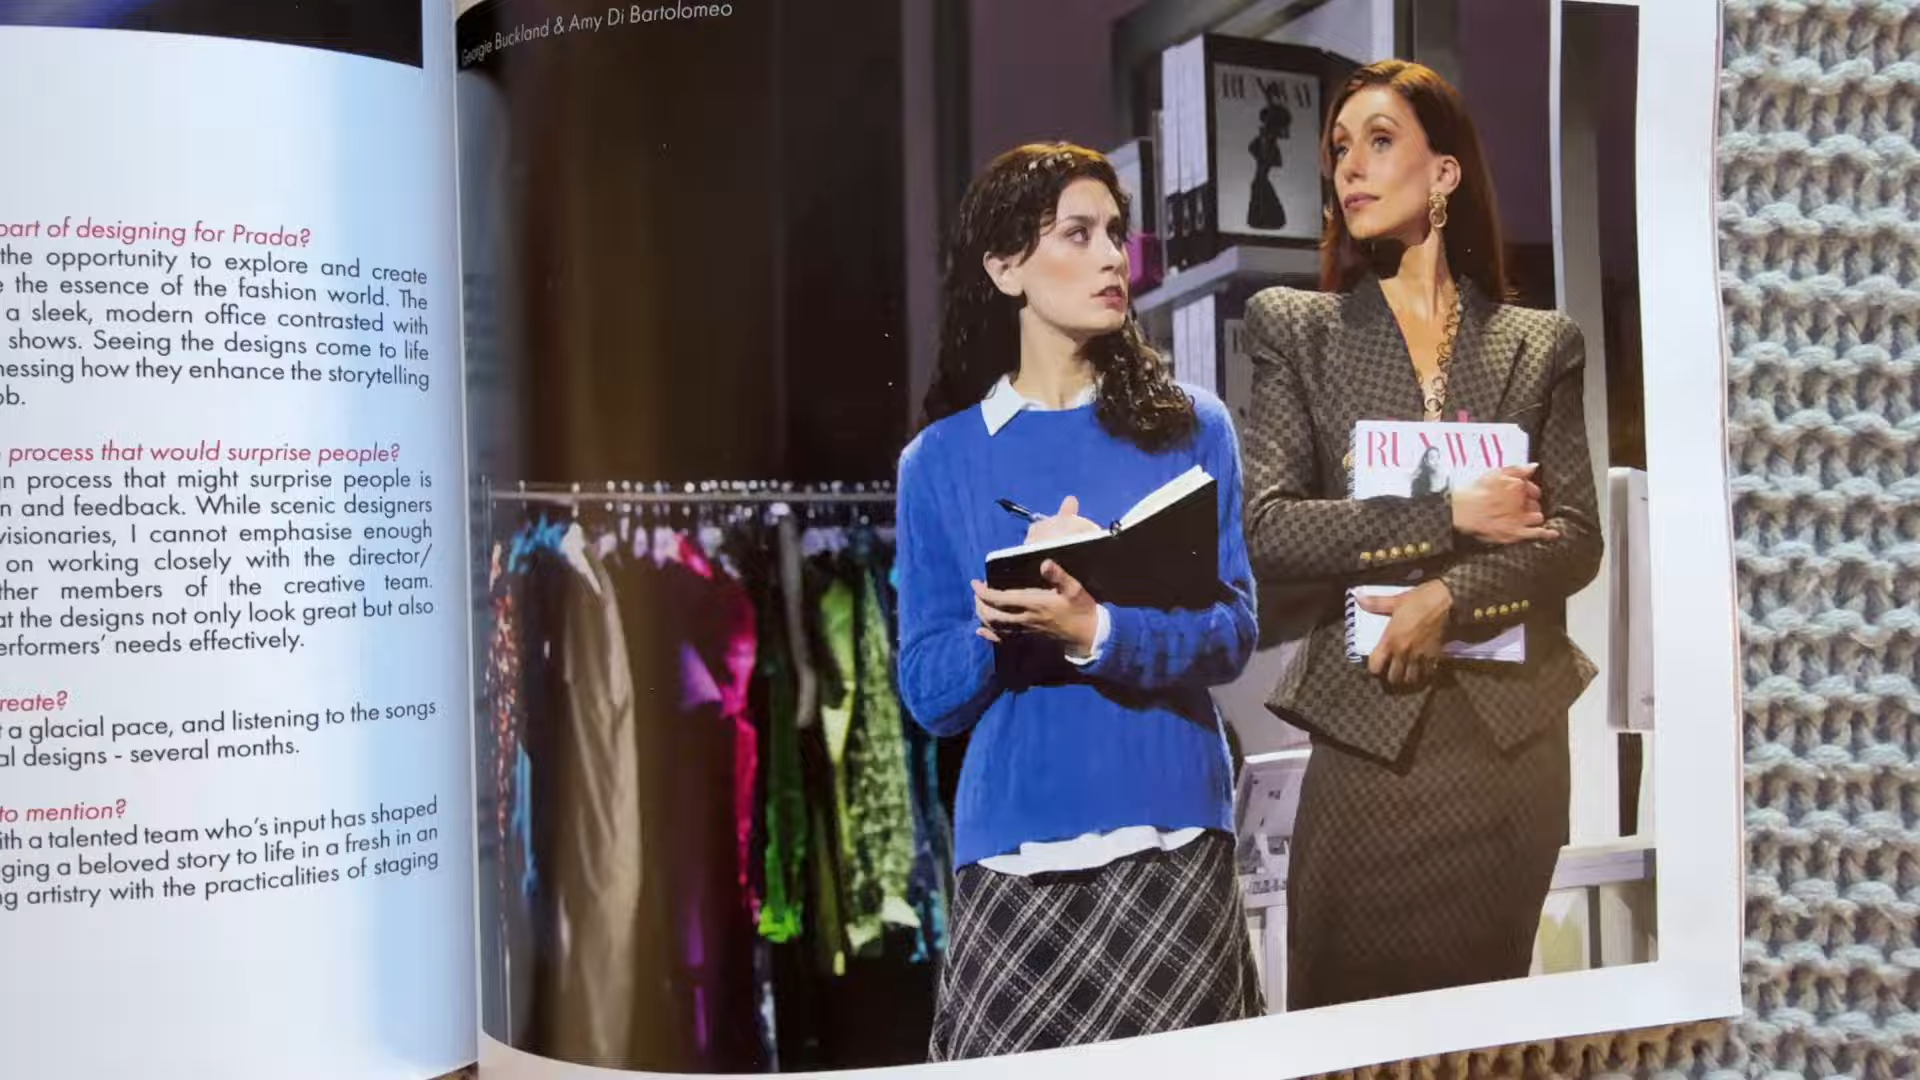 part of designing for Prada?
the opportunity to explore and create
the essence of the fashion world. The
a sleek, modern office contrasted with
shows. Seeing the designs come to life
nessing how they enhance the storytelling
ob.
process that would surprise people?
n process that might surprise people is
n and feedback. While scenic designers
visionaries, I cannot emphasise enough
on working closely with the director/
ther members of the creative team.
at the designs not only look great but also
erformers' needs effectively.
reate?
t a glacial pace, and listening to the songs
al designs - several months.
to mention?
ith a talented team who's input has shaped
ging a beloved story to life in a fresh in an
ng artistry with the practicalities of staging
Georgie Buckland & Amy Di Bartolomeo
RUNWAY
RUNWAY